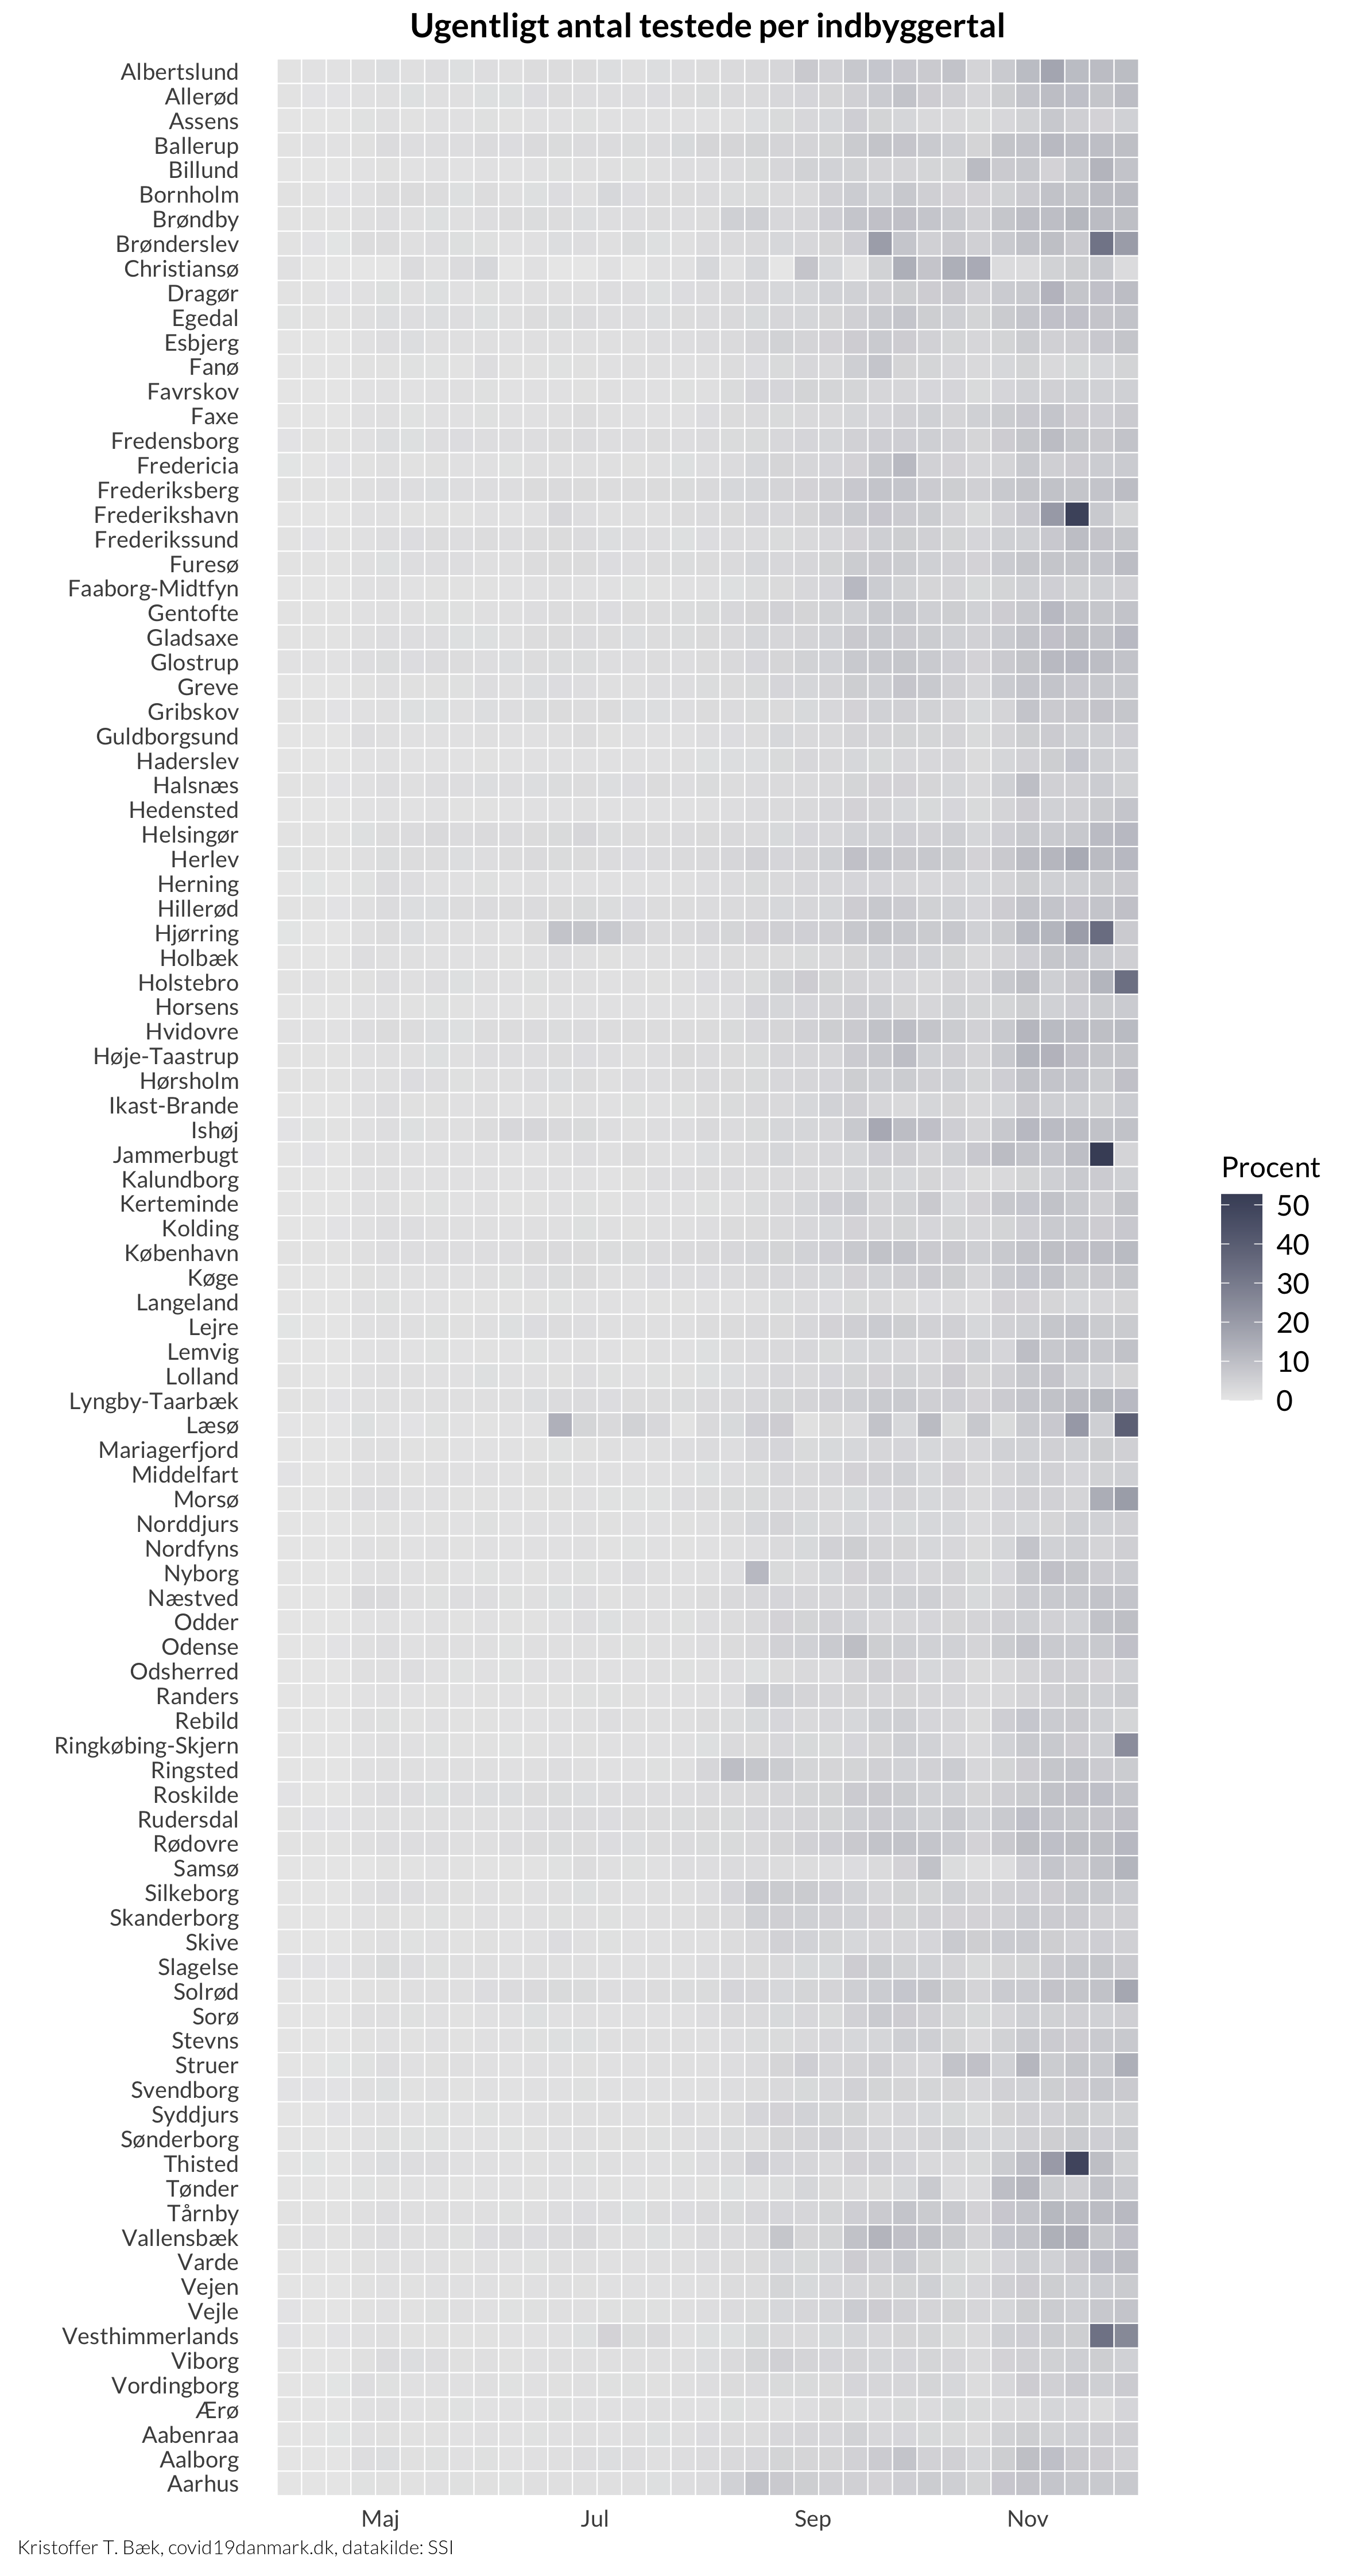 Ugentligt antal testede per indbyggertal
Albertslund
Allerød
Assens
Ballerup
Billund
Bornholm
Brøndby
Brønderslev
Christiansø
Dragør
Egedal
Esbjerg
Fanø
Favrskov
Faxe
Fredensborg
Fredericia
Frederiksberg
Frederikshavn
Frederikssund
Furesø
Faaborg-Midtfyn
Gentofte
Gladsaxe
Glostrup
Greve
Gribskov
Guldborgsund
Haderslev
Halsnæs
Hedensted
Helsingør
Herlev
Herning
Hillerød
Hjørring
Holbæk
Holstebro
Horsens
Hvidovre
Høje-Taastrup
Hørsholm
Ikast-Brande
Ishøj
Jammerbugt
Kalundborg
Kerteminde
Kolding
København
Køge
Langeland
Lejre
Lemvig
Lolland
Lyngby-Taarbæk
Læsø
Mariagerfjord
Middelfart
Morsø
Norddjurs
Nordfyns
Nyborg
Næstved
Odder
Odense
Odsherred
Randers
Rebild
Ringkøbing-Skjern
Ringsted
Roskilde
Rudersdal
Rødovre
Samsø
Silkeborg
Skanderborg
Skive
Slagelse
Solrød
Sorø
Stevns
Struer
Svendborg
Syddjurs
Sønderborg
Thisted
Tønder
Tårnby
Vallensbæk
Varde
Vejen
Vejle
Vesthimmerlands
Viborg
Vordingborg
Ærø
Aabenraa
Aalborg
Aarhus
Maj Jul Sep Nov
Procent
50
40
30
20
10
0
Kristoffer T. Bæk, covid19danmark.dk, datakilde: SSI